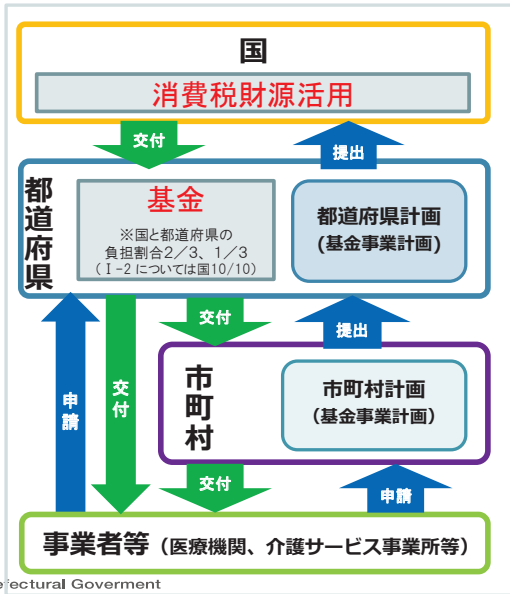 国
消費税財源活用
交付
提出
都道府県
基金
※国と都道府県の
負担割合2／3、1／3
(Ⅰ-2 については国10/10)
都道府県計画
(基金事業計画)
交付
提出
申請
交付
市町村
市町村計画
(基金事業計画)
交付
申請
事業者等 (医療機関、介護サービス事業所等)
efectural Goverment